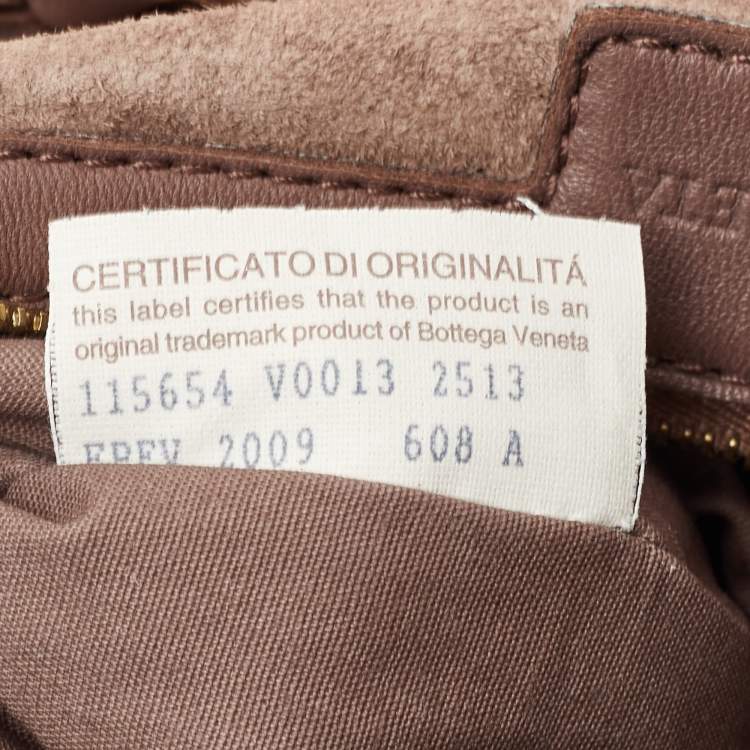 CERTIFICATO DI ORIGINALITÁ
this label certifies that the product is an
original trademark product of Bottega Veneta
115654 V0013 2513
2009 608 A